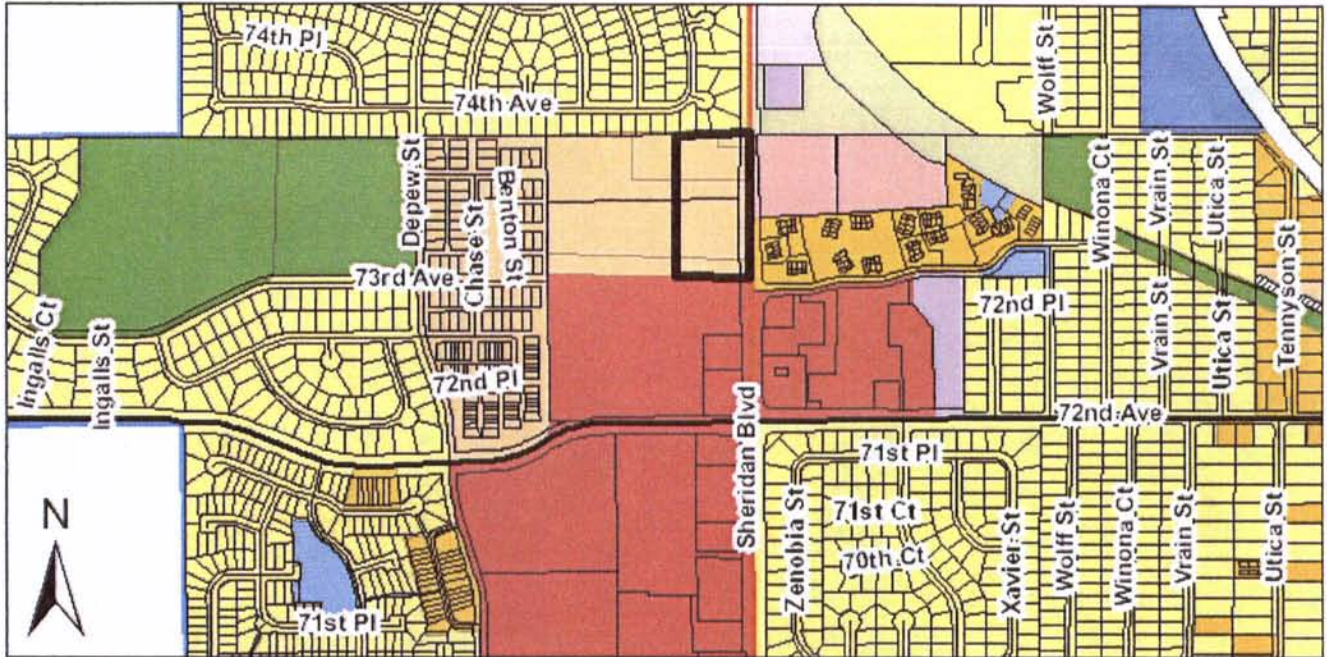 74th Pl
74th Ave
Wolff St
Depew St
Chase St
Benton St
73rd Ave
Winona Ct
Vrain St
Utica St
Tennyson St
72nd Pl
Vrain St
Utica St
Ingalls Ct
Ingalls St
72nd Pl
Sheridan Blvd
72nd Ave
71st Pl
Zenobia St
71st Ct
70th Ct
Xavier St
Wolff St
Winona Ct
Vrain St
Utica St
N
71st Pl